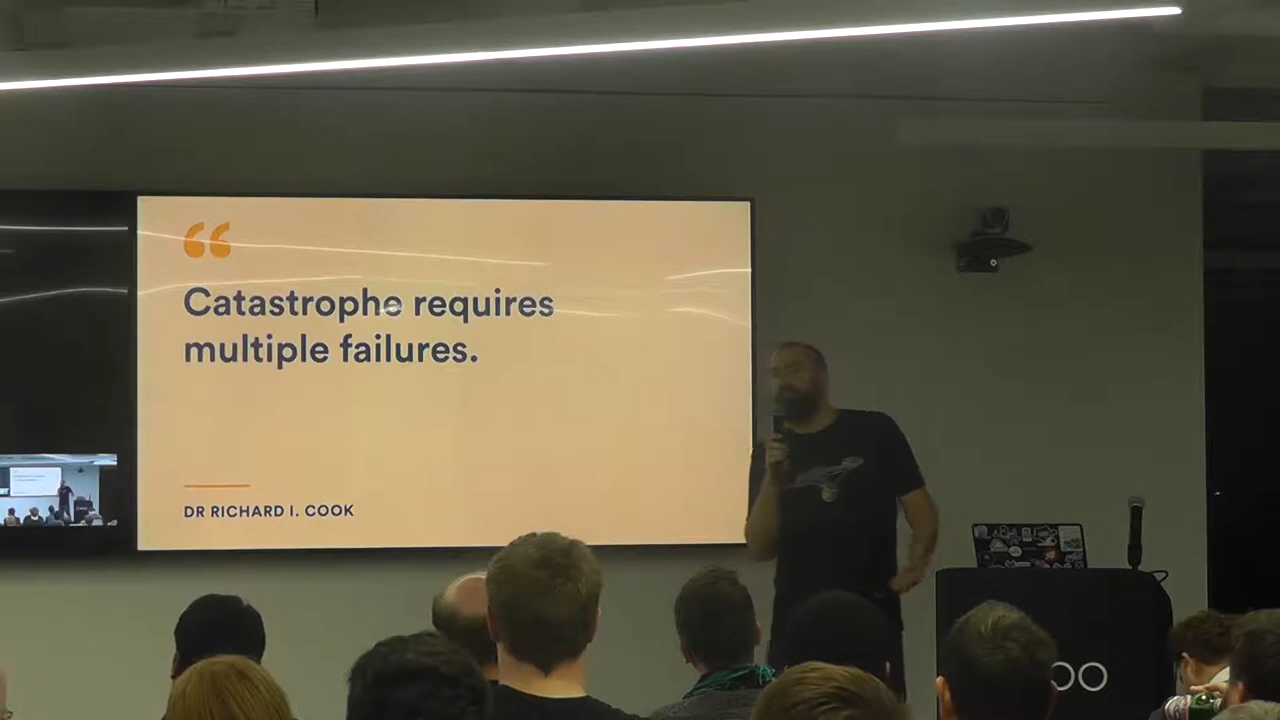 “
Catastrophe requires
multiple failures.
DR RICHARD I. COOK